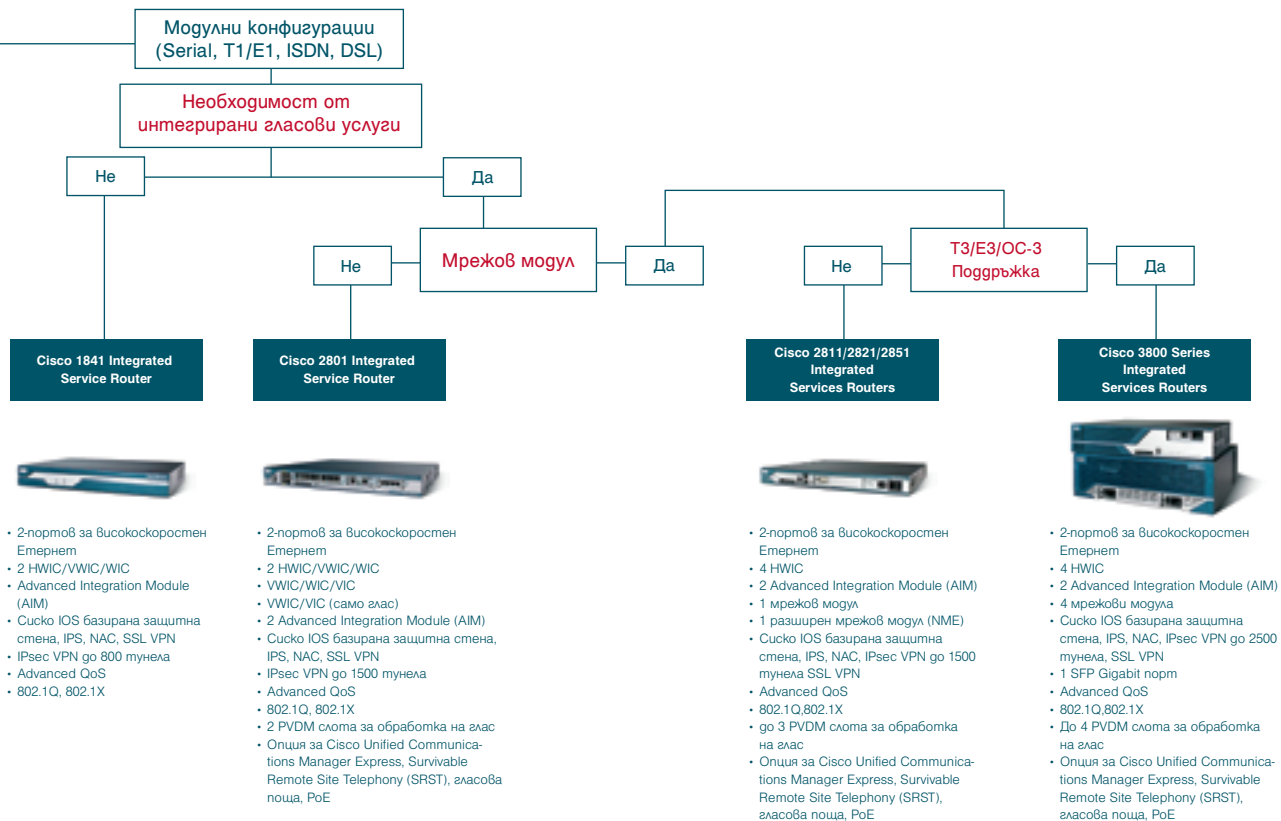 Модулни конфигурации
(Serial, T1/E1, ISDN, DSL)
Необходимост от
интегрирани гласови услуги
Не
Да
Не
Мрежов модул
Да
Не
T3/E3/OC-3
Поддръжка
Да
Cisco 1841 Integrated
Service Router
Cisco 2801 Integrated
Service Router
Cisco 2811/2821/2851
Integrated
Services Routers
Cisco 3800 Series
Integrated
Services Routers
• 2-портов за високоскоростен
Етернет
• 2 HWIC/VWIC/WIC
• Advanced Integration Module
(AIM)
• Сиско IOS базирана защитна
стена, IPS, NAC, SSL VPN
• IPsec VPN до 800 тунела
• Advanced QoS
• 802.1Q, 802.1X
• 2-портов за високоскоростен
Етернет
• 2 HWIC/VWIC/WIC
• VWIC/WIC/VIC
• VWIC/VIC (само глас)
• 2 Advanced Integration Module (AIM)
• Сиско IOS базирана защитна стена,
IPS, NAC, SSL VPN
• IPsec VPN до 1500 тунела
• Advanced QoS
• 802.1Q, 802.1X
• 2 PVDM слота за обработка на глас
• Опция за Cisco Unified Communica-
tions Manager Express, Survivable
Remote Site Telephony (SRST), гласова
поща, PoE
• 2-портов за високоскоростен
Етернет
• 4 HWIC
• 2 Advanced Integration Module (AIM)
• 1 мрежов модул
• 1 разширен мрежов модул (NME)
• Сиско IOS базирана защитна
стена, IPS, NAC, IPsec VPN до 1500
тунела SSL VPN
• Advanced QoS
• 802.1Q,802.1X
• до 3 PVDM слота за обработка
на глас
• Опция за Cisco Unified Communica-
tions Manager Express, Survivable
Remote Site Telephony (SRST),
гласова поща, PoE
• 2-портов за високоскоростен
Етернет
• 4 HWIC
• 2 Advanced Integration Module (AIM)
• 4 мрежови модула
• Сиско IOS базирана защитна
стена, IPS, NAC, IPsec VPN до 2500
тунела, SSL VPN
• 1 SFP Gigabit порт
• Advanced QoS
• 802.1Q,802.1X
• До 4 PVDM слота за обработка
на глас
• Опция за Cisco Unified Communica-
tions Manager Express, Survivable
Remote Site Telephony (SRST),
гласова поща, PoE